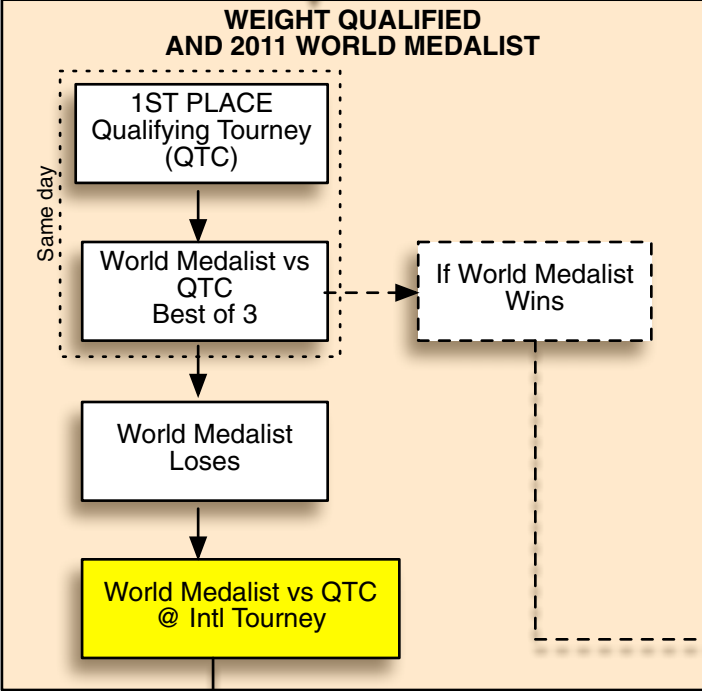 WEIGHT QUALIFIED
AND 2011 WORLD MEDALIST
1ST PLACE
Qualifying Tourney
(QTC)
Same day
World Medalist vs
QTC
Best of 3
If World Medalist
Wins
World Medalist
Loses
World Medalist vs QTC
@ Intl Tourney